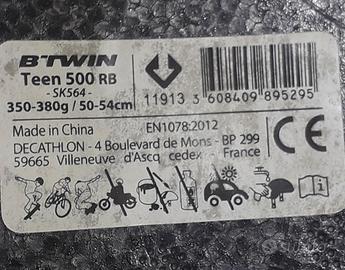 B'TWIN
Teen 500 RB
-SK564-
350-380g / 50-54cm
11913 3 608409 895295
Made in China
EN1078:2012
DECATHLON - 4 Boulevard de Mons - BP 299
59665 Villeneuve d'Ascq cedex - France
CE
i